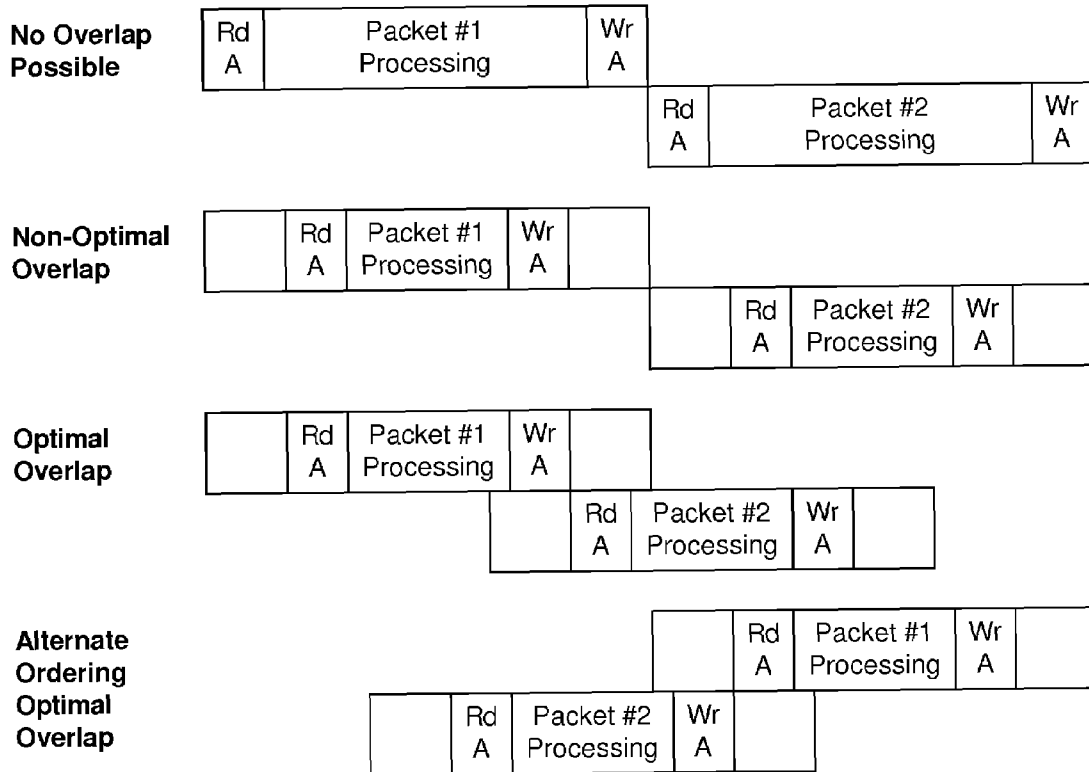 No Overlap
Possible
Rd
A
Packet #1
Processing
Wr
A
Rd
A
Packet #2
Processing
Wr
A
Non-Optimal
Overlap
Rd
A
Packet #1
Processing
Wr
A
Rd
A
Packet #2
Processing
Wr
A
Optimal
Overlap
Rd
A
Packet #1
Processing
Wr
A
Rd
A
Packet #2
Processing
Wr
A
Alternate
Ordering
Optimal
Overlap
Rd
A
Packet #1
Processing
Wr
A
Rd
A
Packet #2
Processing
Wr
A